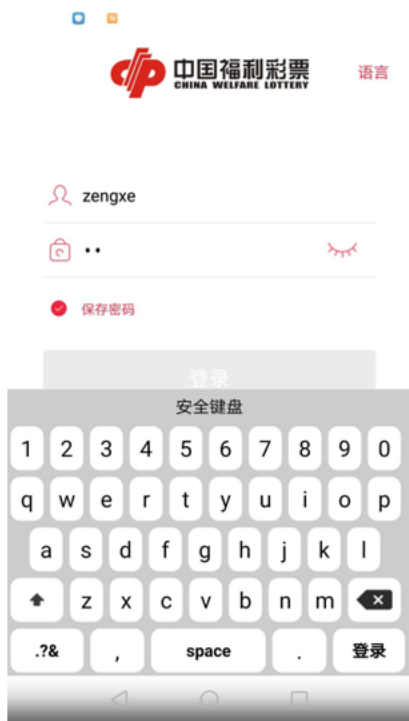 中国福利彩票
CHINA WELFARE LOTTERY
语言
zengxe
••
保存密码
登录
安全键盘
1 2 3 4 5 6 7 8 9 0
q w e r t y u i o p
a s d f g h j k l
z x c v b n m
.?& , space . 登录